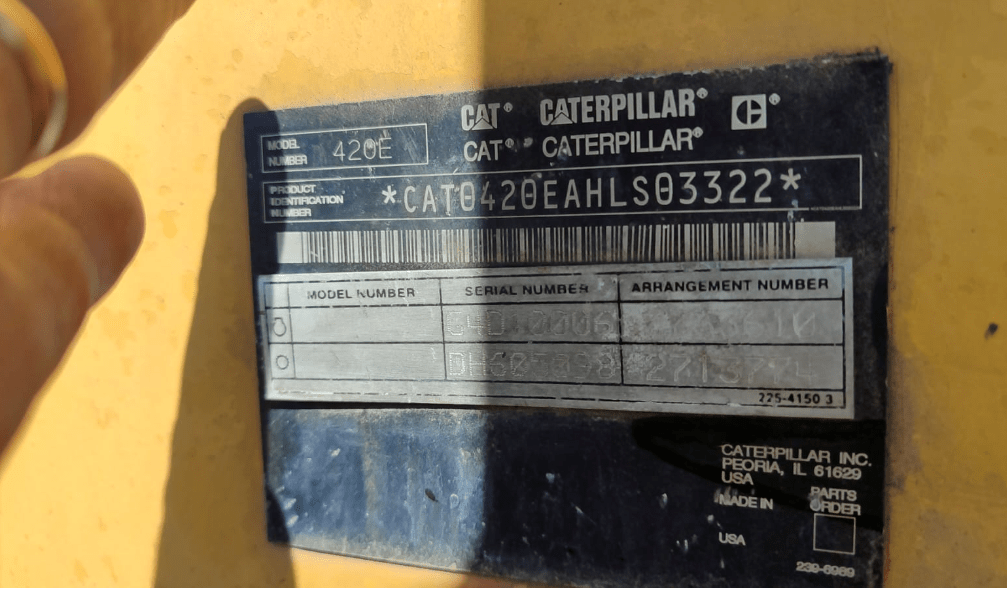 CAT® CATERPILLAR® ®
CAT® CATERPILLAR®
MODEL NUMBER 420E
PRODUCT IDENTIFICATION NUMBER *CAT0420EAHLS03322*
MODEL NUMBER SERIAL NUMBER ARRANGEMENT NUMBER
225-4150 3
CATERPILLAR INC.
PEORIA, IL 61629
USA
MADE IN
USA
PARTS
ORDER
239-6969